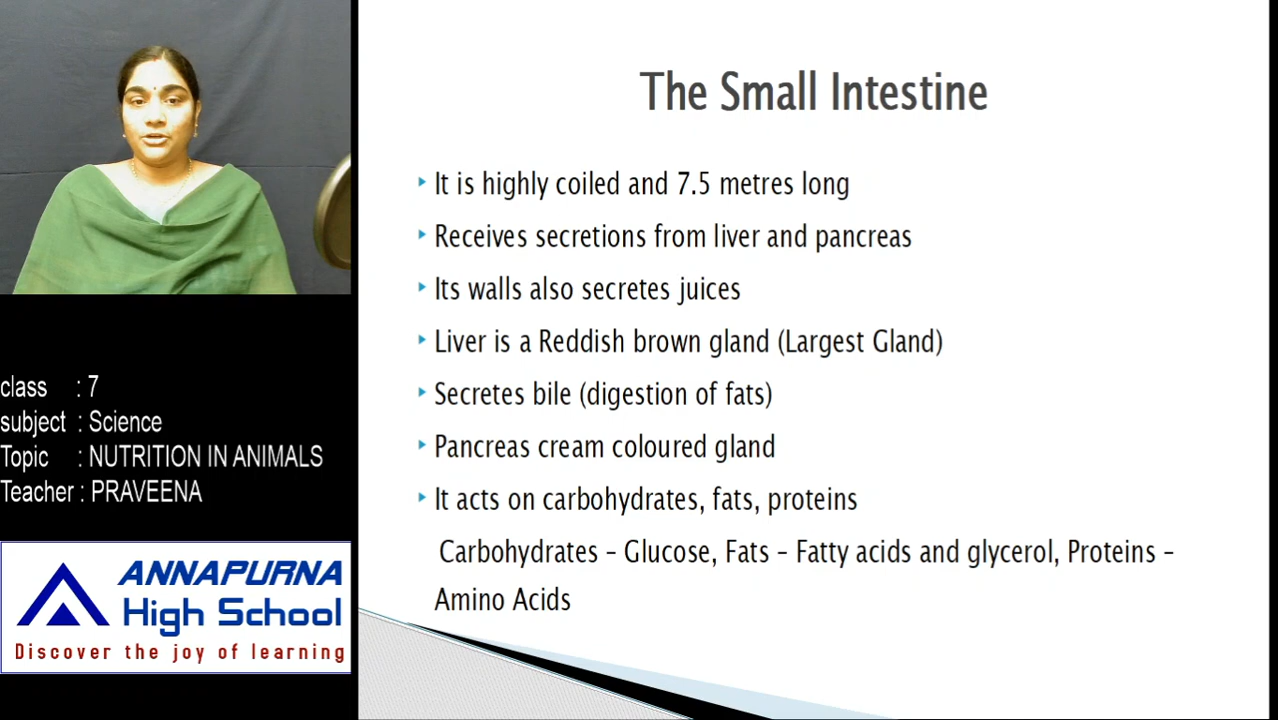 The Small Intestine
It is highly coiled and 7.5 metres long
Receives secretions from liver and pancreas
Its walls also secretes juices
Liver is a Reddish brown gland (Largest Gland)
Secretes bile (digestion of fats)
Pancreas cream coloured gland
It acts on carbohydrates, fats, proteins
Carbohydrates – Glucose, Fats – Fatty acids and glycerol, Proteins –
Amino Acids
class : 7
subject : Science
Topic : NUTRITION IN ANIMALS
Teacher : PRAVEENA
ANNAPURNA
High School
Discover the joy of learning